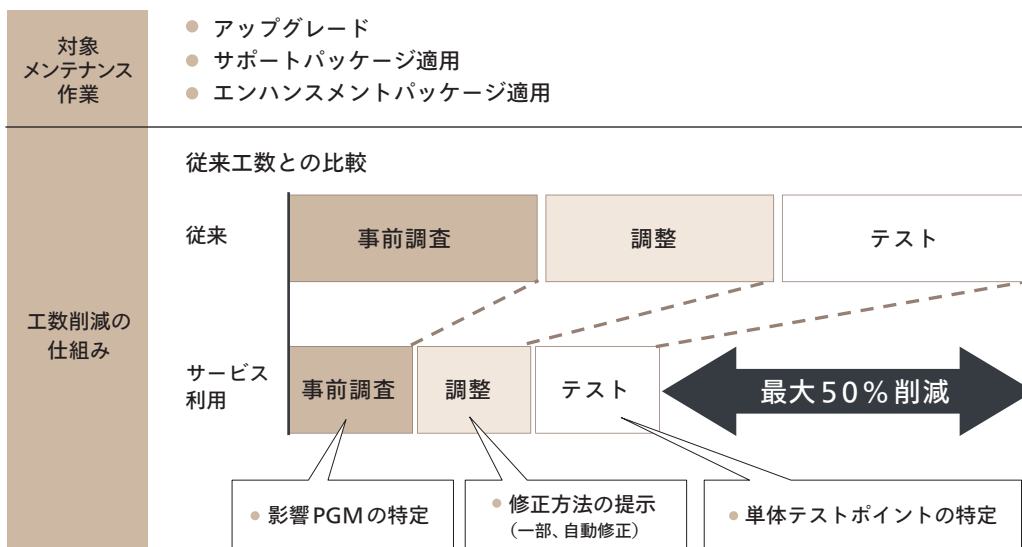 対象
メンテナンス
作業
● アップグレード
● サポートパッケージ適用
● エンハンスメントパッケージ適用
工数削減の
仕組み
従来工数との比較
従来
事前調査
調整
テスト
サービス
利用
事前調査
調整
テスト
最大50%削減
● 影響PGMの特定
● 修正方法の提示
（一部、自動修正）
● 単体テストポイントの特定